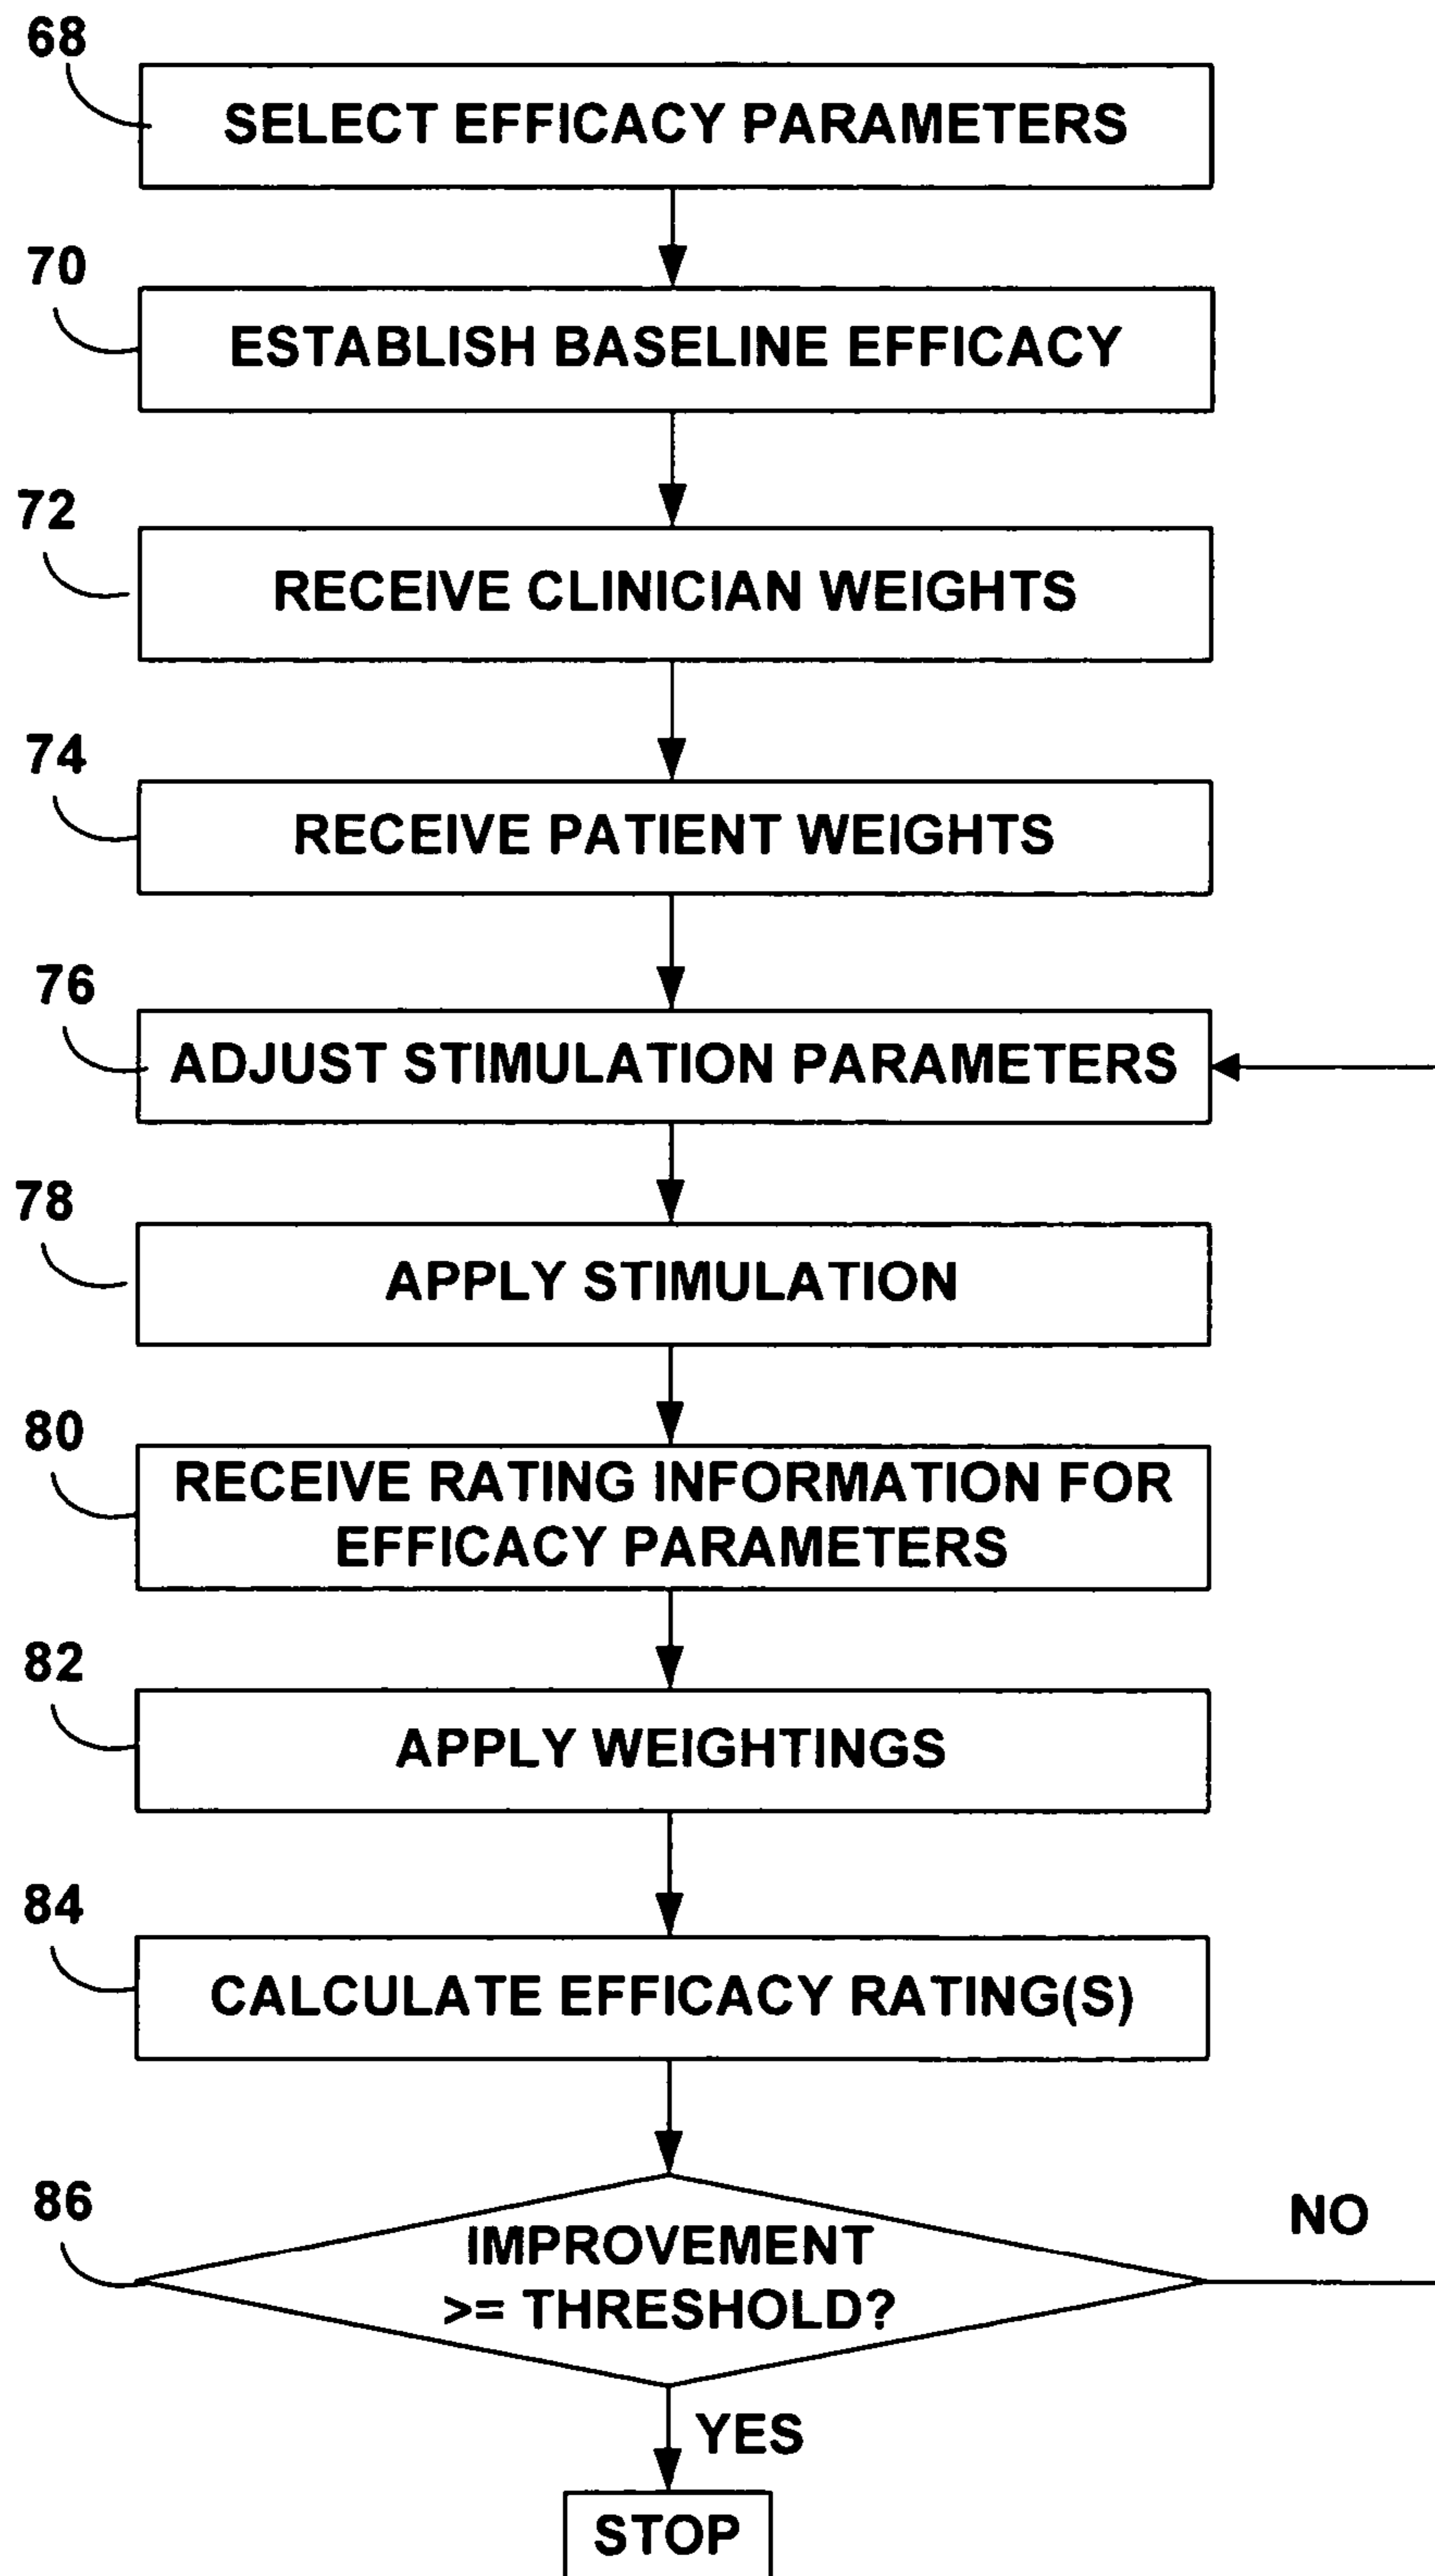 68
SELECT EFFICACY PARAMETERS
70
ESTABLISH BASELINE EFFICACY
72
RECEIVE CLINICIAN WEIGHTS
74
RECEIVE PATIENT WEIGHTS
76
ADJUST STIMULATION PARAMETERS
78
APPLY STIMULATION
80
RECEIVE RATING INFORMATION FOR
EFFICACY PARAMETERS
82
APPLY WEIGHTINGS
84
CALCULATE EFFICACY RATING(S)
86
IMPROVEMENT
>= THRESHOLD?
NO
YES
STOP